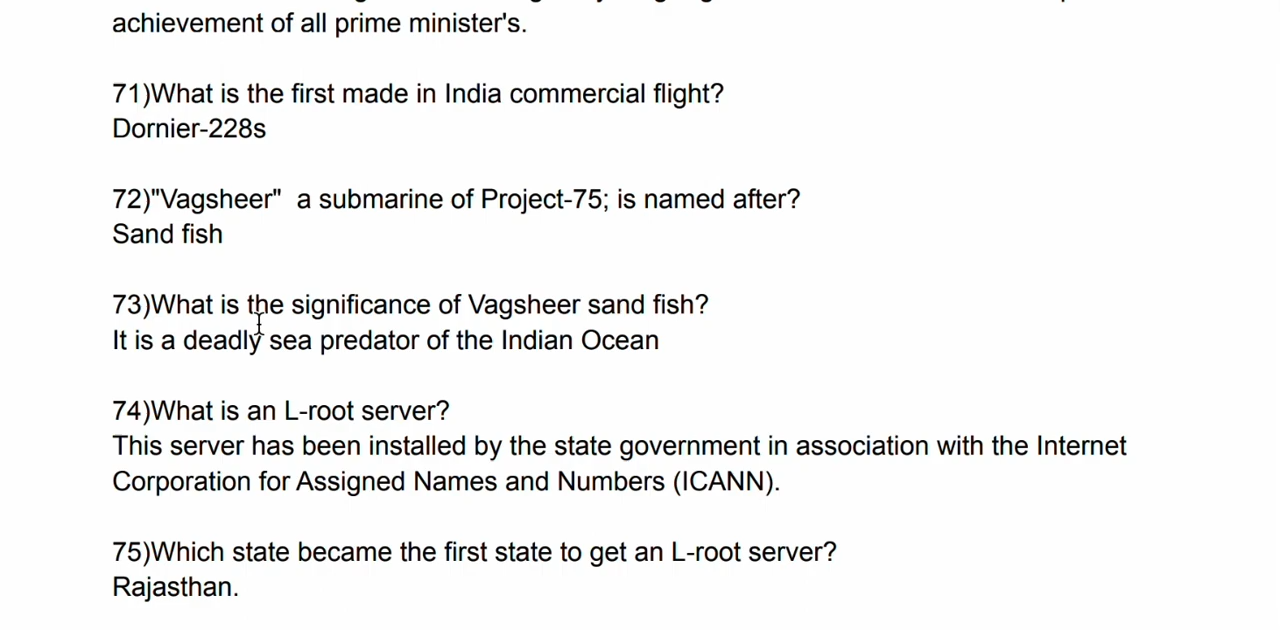 achievement of all prime minister's.
71)What is the first made in India commercial flight?
Dornier-228s
72)"Vagsheer"  a submarine of Project-75; is named after?
Sand fish
73)What is the significance of Vagsheer sand fish?
It is a deadly sea predator of the Indian Ocean
74)What is an L-root server?
This server has been installed by the state government in association with the Internet
Corporation for Assigned Names and Numbers (ICANN).
75)Which state became the first state to get an L-root server?
Rajasthan.